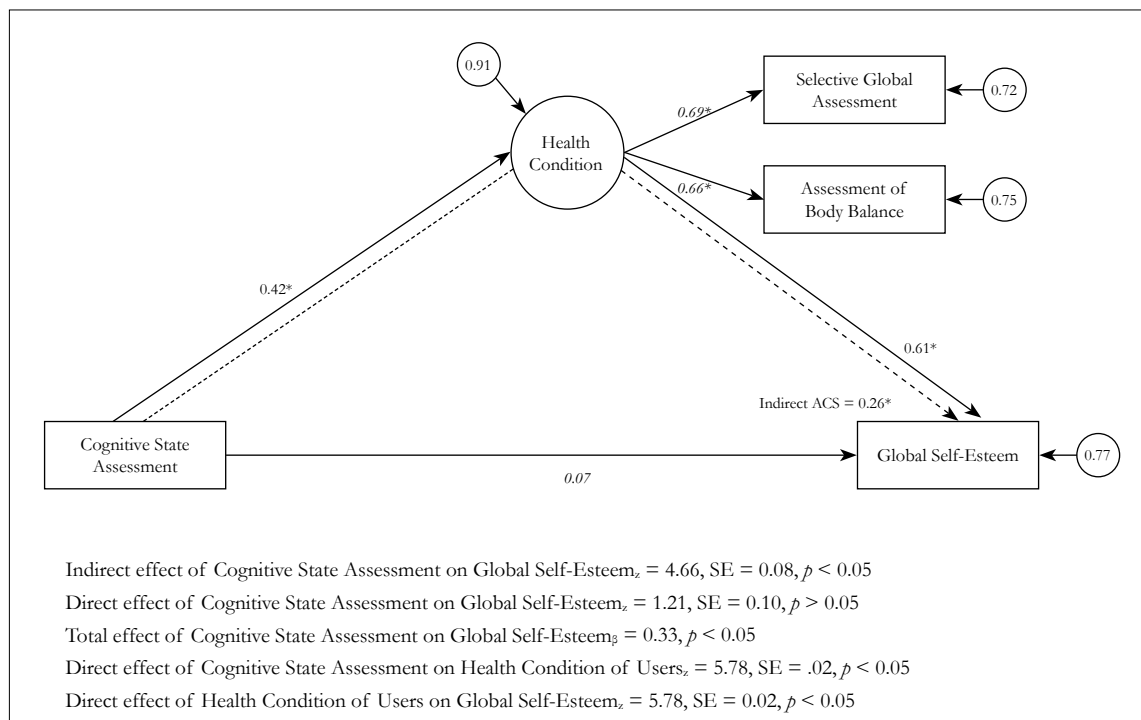 0.91
Selective Global
Assessment
0.72
0.69*
Health
Condition
0.66*
Assessment of
Body Balance
0.75
0.42*
0.61*
Indirect ACS = 0.26*
Cognitive State
Assessment
Global Self-Esteem
0.77
0.07
Indirect effect of Cognitive State Assessment on Global Self-Esteem₂ = 4.66, SE = 0.08, p < 0.05
Direct effect of Cognitive State Assessment on Global Self-Esteem₂ = 1.21, SE = 0.10, p > 0.05
Total effect of Cognitive State Assessment on Global Self-Esteemᵦ = 0.33, p < 0.05
Direct effect of Cognitive State Assessment on Health Condition of Users₂ = 5.78, SE = .02, p < 0.05
Direct effect of Health Condition of Users on Global Self-Esteem₂ = 5.78, SE = 0.02, p < 0.05